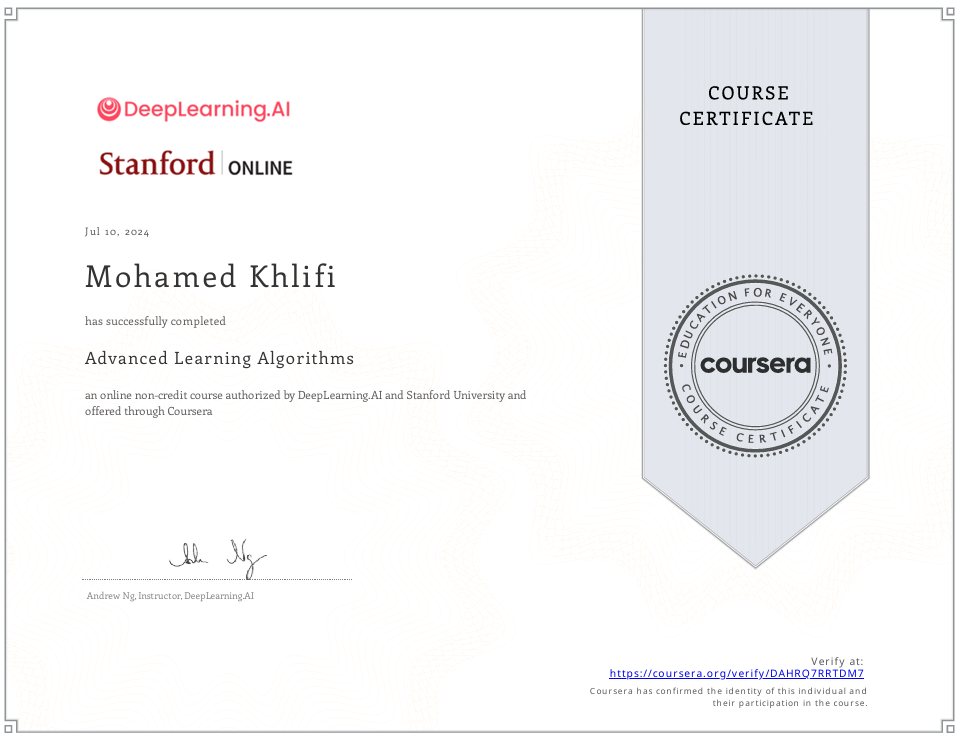 DeepLearning.AI
Stanford ONLINE
COURSE
CERTIFICATE
Jul 10, 2024
Mohamed Khlifi
has successfully completed
Advanced Learning Algorithms
an online non-credit course authorized by DeepLearning.AI and Stanford University and
offered through Coursera
EDUCATION FOR EVERYONE
coursera
COURSE CERTIFICATE
Andrew Ng, Instructor, DeepLearning.AI
Verify at:
https://coursera.org/verify/DAHRQ7RRTDM7
Coursera has confirmed the identity of this individual and
their participation in the course.